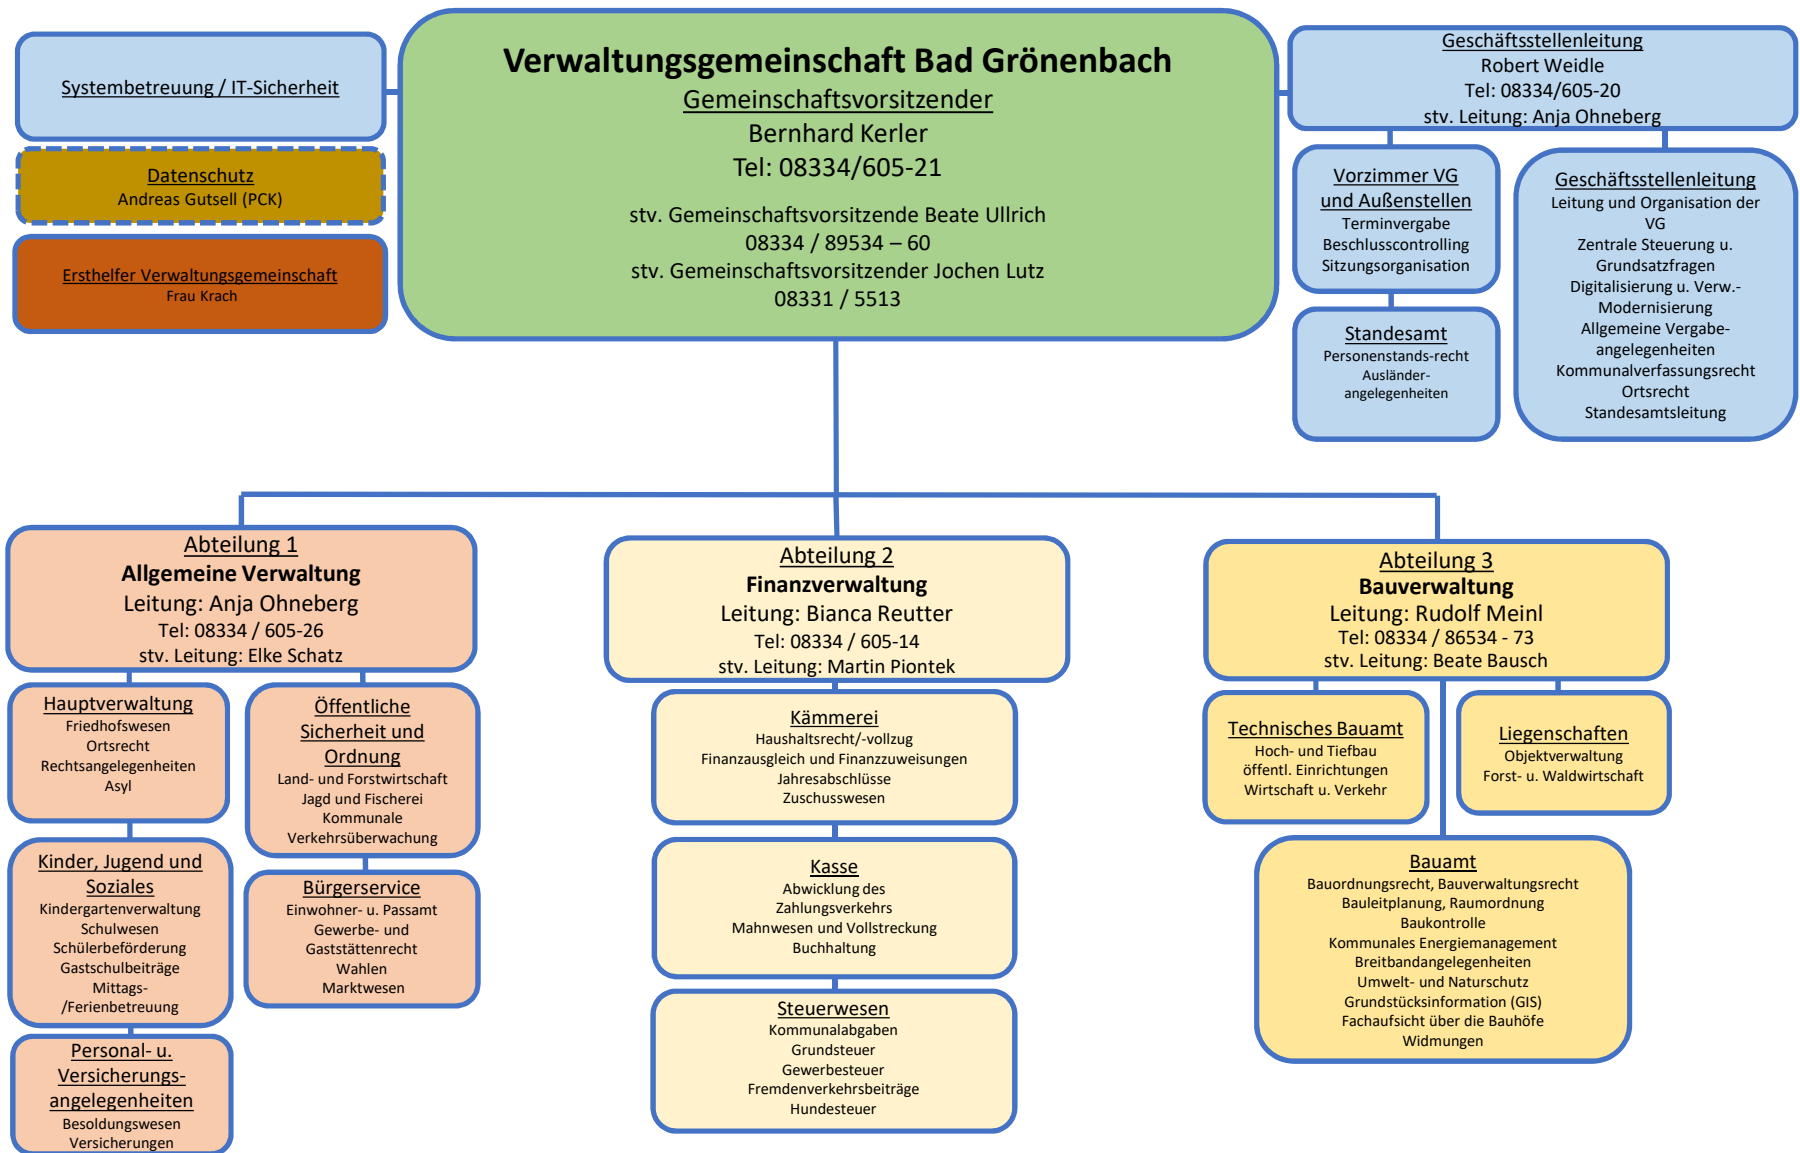 Systembetreuung / IT-Sicherheit
Datenschutz
Andreas Gutsell (PCK)
Ersthelfer Verwaltungsgemeinschaft
Frau Krach
Verwaltungsgemeinschaft Bad Grönenbach
Gemeinschaftsvorsitzender
Bernhard Kerler
Tel: 08334/605-21
stv. Gemeinschaftsvorsitzende Beate Ullrich
08334 / 89534 – 60
stv. Gemeinschaftsvorsitzender Jochen Lutz
08331 / 5513
Geschäftsstellenleitung
Robert Weidle
Tel: 08334/605-20
stv. Leitung: Anja Ohneberg
Vorzimmer VG
und Außenstellen
Terminvergabe
Beschlusscontrolling
Sitzungsorganisation
Standesamt
Personenstands-recht
Ausländer-
angelegenheiten
Geschäftsstellenleitung
Leitung und Organisation der
VG
Zentrale Steuerung u.
Grundsatzfragen
Digitalisierung u. Verw.-
Modernisierung
Allgemeine Vergabe-
angelegenheiten
Kommunalverfassungsrecht
Ortsrecht
Standesamtsleitung
Abteilung 1
Allgemeine Verwaltung
Leitung: Anja Ohneberg
Tel: 08334 / 605-26
stv. Leitung: Elke Schatz
Hauptverwaltung
Friedhofswesen
Ortsrecht
Rechtsangelegenheiten
Asyl
Kinder, Jugend und
Soziales
Kindergartenverwaltung
Schulwesen
Schülerbeförderung
Gastschulbeiträge
Mittags-
/Ferienbetreuung
Personal- u.
Versicherungs-
angelegenheiten
Besoldungswesen
Versicherungen
Öffentliche
Sicherheit und
Ordnung
Land- und Forstwirtschaft
Jagd und Fischerei
Kommunale
Verkehrsüberwachung
Bürgerservice
Einwohner- u. Passamt
Gewerbe- und
Gaststättenrecht
Wahlen
Marktwesen
Abteilung 2
Finanzverwaltung
Leitung: Bianca Reutter
Tel: 08334 / 605-14
stv. Leitung: Martin Piontek
Kämmerei
Haushaltsrecht/-vollzug
Finanzausgleich und Finanzzuweisungen
Jahresabschlüsse
Zuschusswesen
Kasse
Abwicklung des
Zahlungsverkehrs
Mahnwesen und Vollstreckung
Buchhaltung
Steuerwesen
Kommunalabgaben
Grundsteuer
Gewerbesteuer
Fremdenverkehrsbeiträge
Hundesteuer
Abteilung 3
Bauverwaltung
Leitung: Rudolf Meinl
Tel: 08334 / 86534 - 73
stv. Leitung: Beate Bausch
Technisches Bauamt
Hoch- und Tiefbau
öffentl. Einrichtungen
Wirtschaft u. Verkehr
Liegenschaften
Objektverwaltung
Forst- u. Waldwirtschaft
Bauamt
Bauordnungsrecht, Bauverwaltungsrecht
Bauleitplanung, Raumordnung
Baukontrolle
Kommunales Energiemanagement
Breitbandangelegenheiten
Umwelt- und Naturschutz
Grundstücksinformation (GIS)
Fachaufsicht über die Bauhöfe
Widmungen